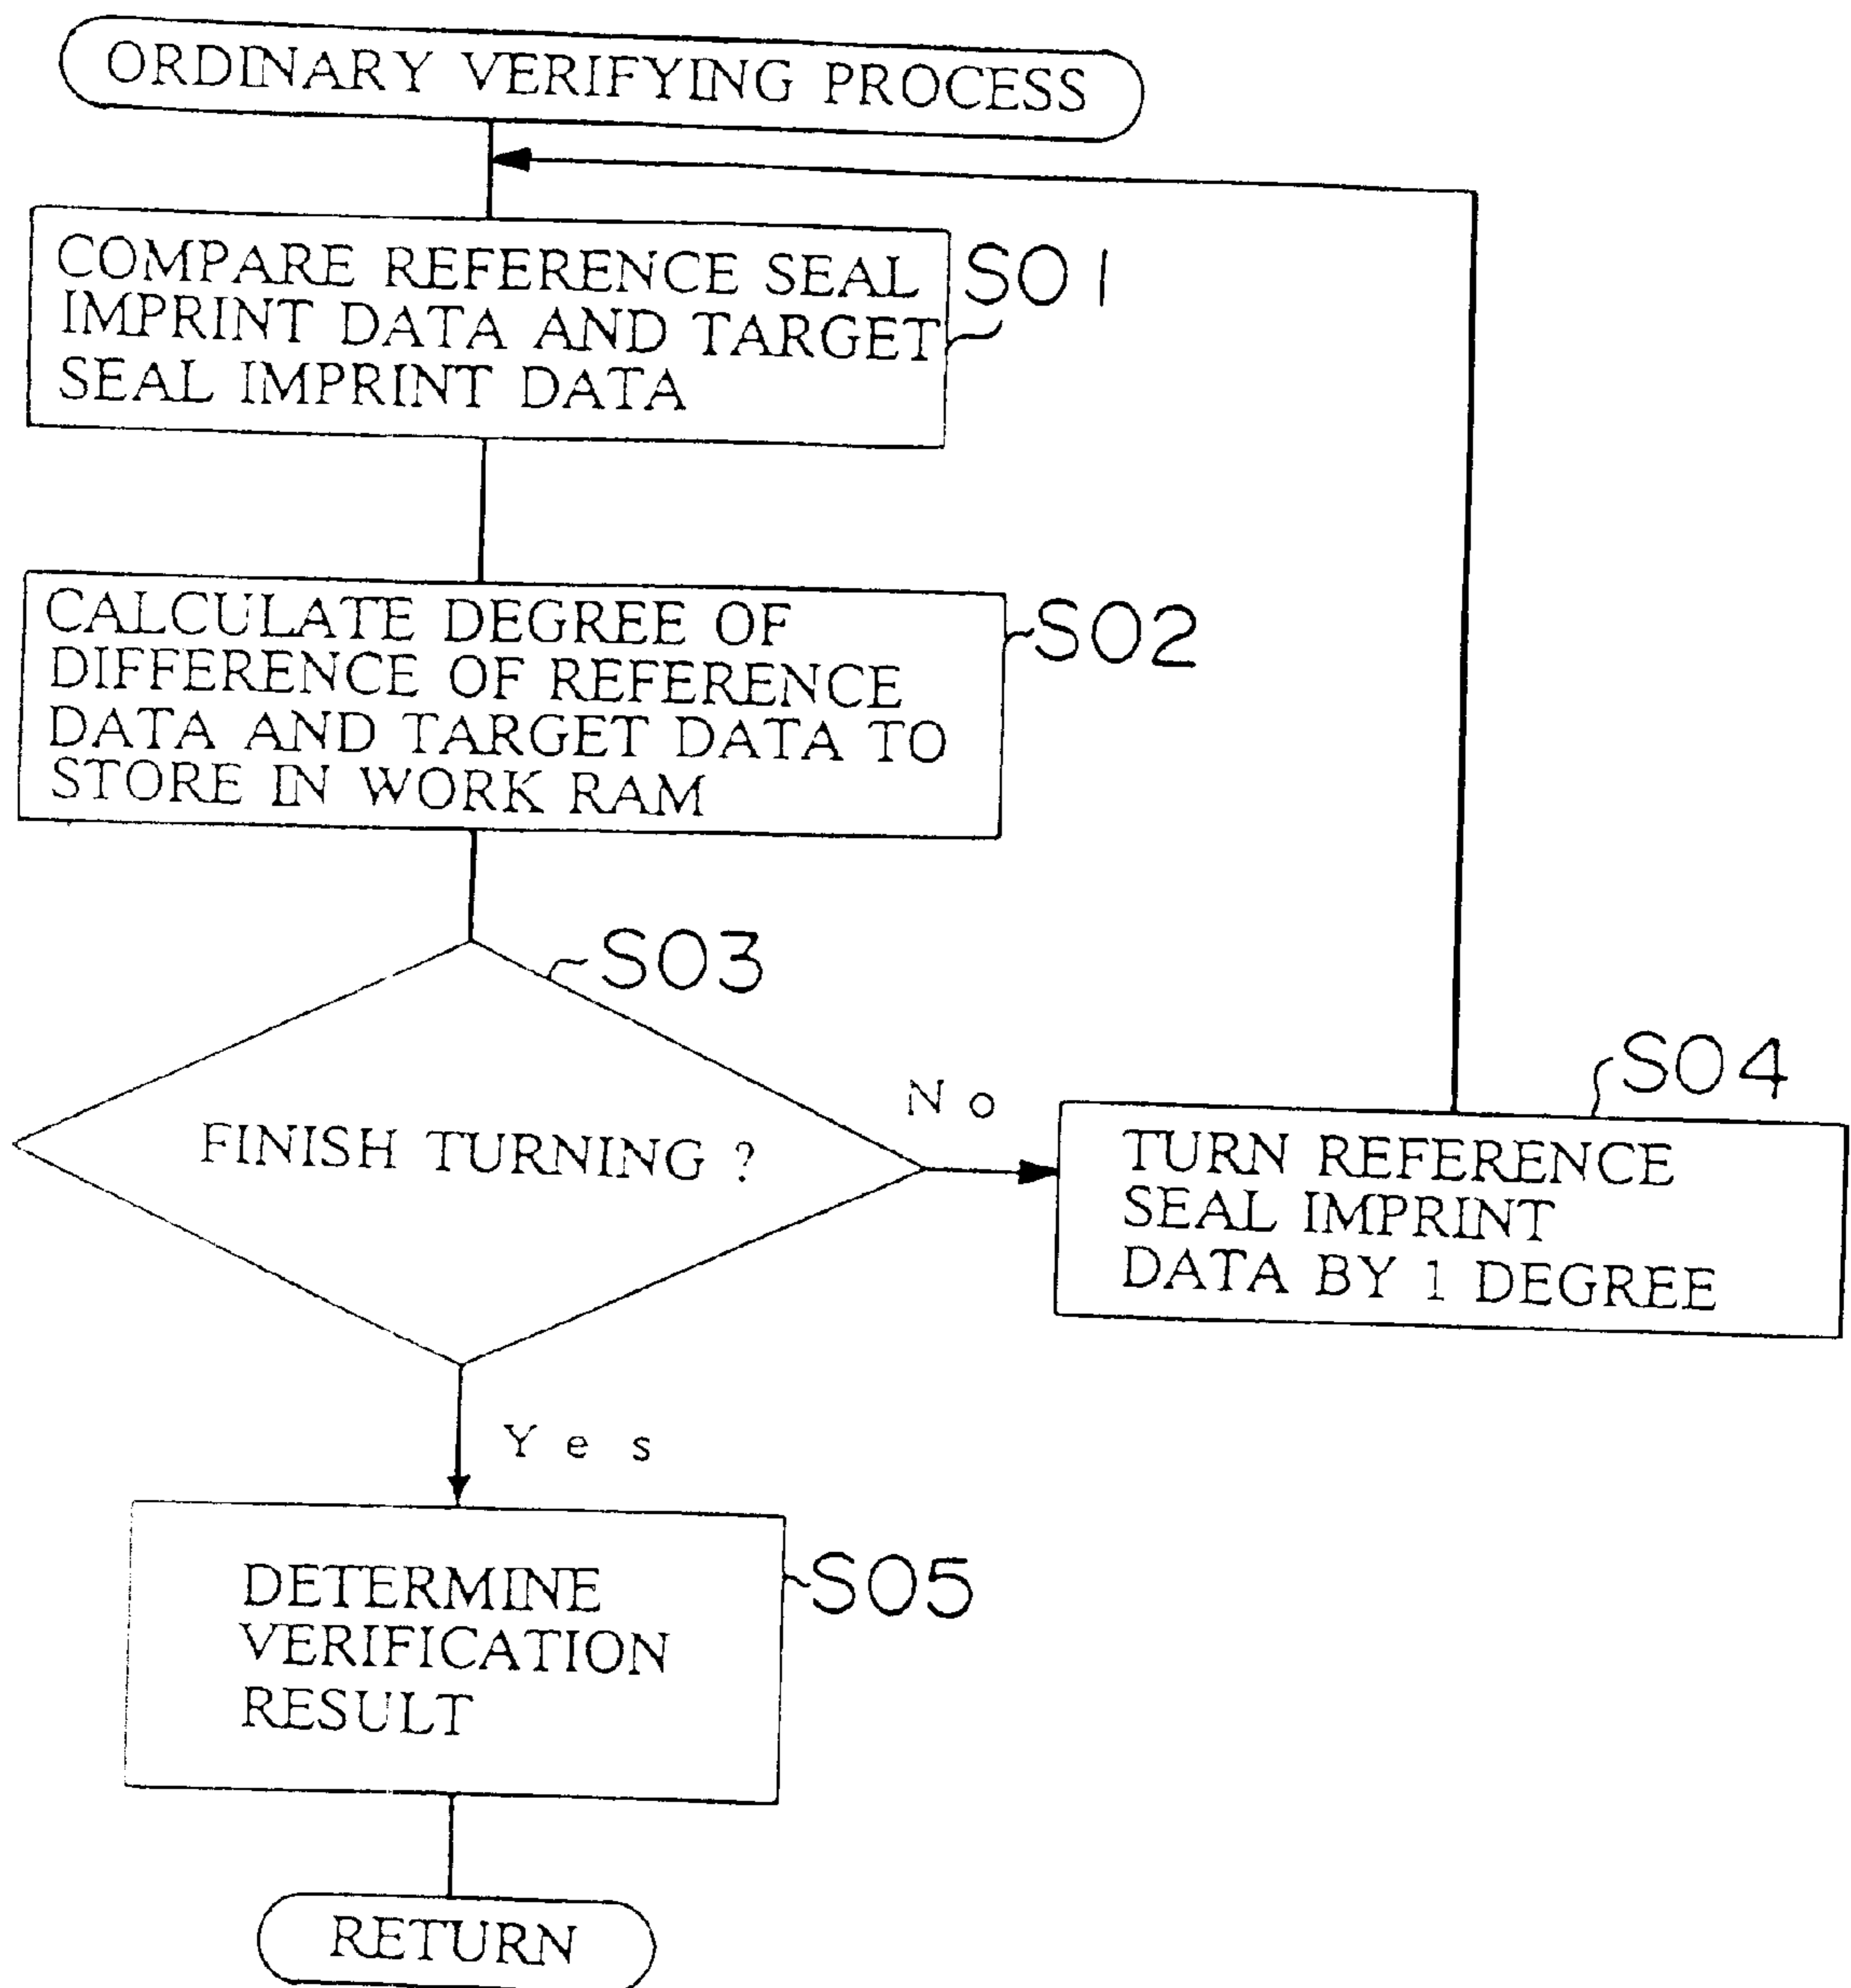 ORDINARY VERIFYING PROCESS
COMPARE REFERENCE SEAL
IMPRINT DATA AND TARGET
SEAL IMPRINT DATA
S01
CALCULATE DEGREE OF
DIFFERENCE OF REFERENCE
DATA AND TARGET DATA TO
STORE IN WORK RAM
S02
S03
FINISH TURNING ?
No
S04
TURN REFERENCE
SEAL IMPRINT
DATA BY 1 DEGREE
Yes
DETERMINE
VERIFICATION
RESULT
S05
RETURN